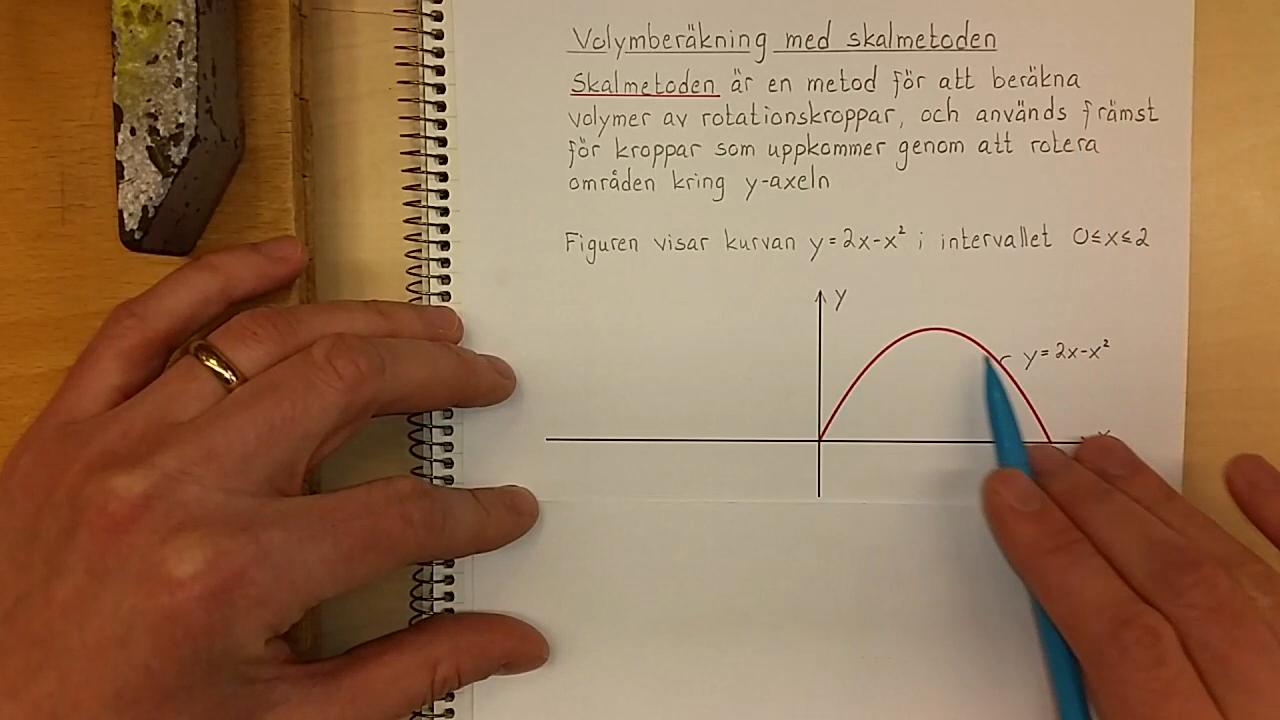 Volymberäkning med skalmetoden
Skalmetoden är en metod för att beräkna
volymer av rotationskroppar, och används främst
för kroppar som uppkommer genom att rotera
områden kring y-axeln
Figuren visar kurvan y=2x-x² i intervallet 0≤x≤2
y
y=2x-x²
x